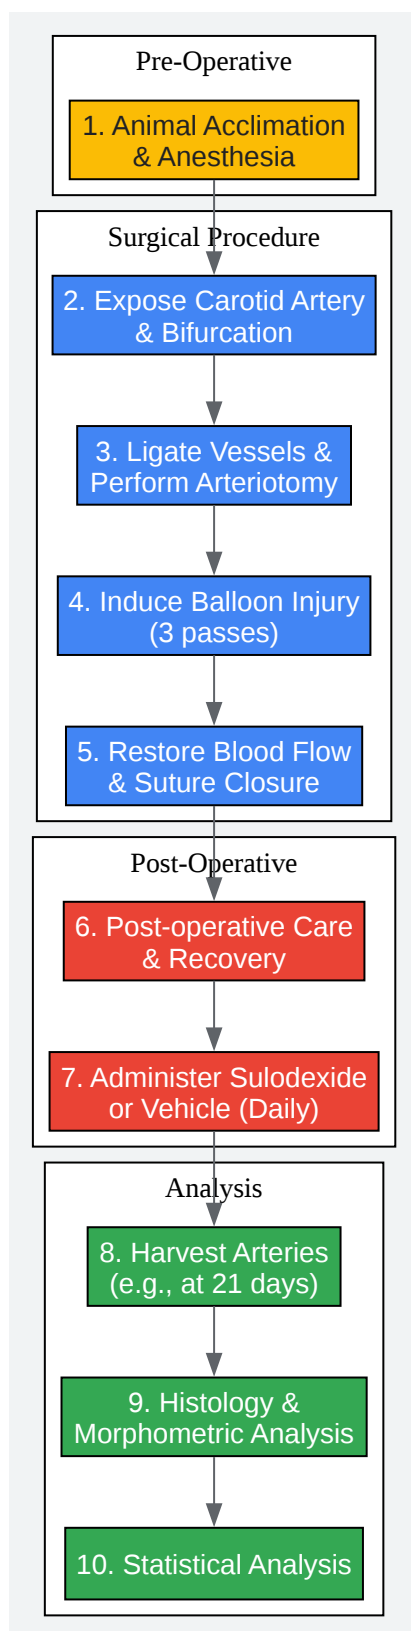 Pre-Operative
1. Animal Acclimation
& Anesthesia
Surgical Procedure
2. Expose Carotid Artery
& Bifurcation
3. Ligate Vessels &
Perform Arteriotomy
4. Induce Balloon Injury
(3 passes)
5. Restore Blood Flow
& Suture Closure
Post-Operative
6. Post-operative Care
& Recovery
7. Administer Sulodexide
or Vehicle (Daily)
Analysis
8. Harvest Arteries
(e.g., at 21 days)
9. Histology &
Morphometric Analysis
10. Statistical Analysis